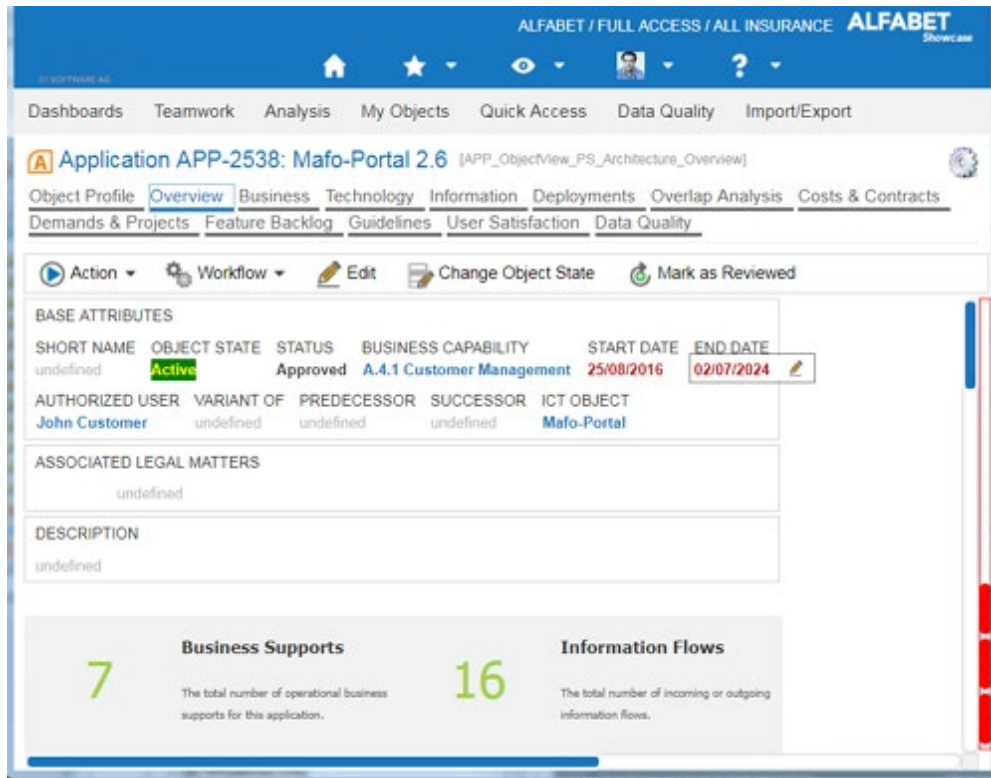 ALFABET / FULL ACCESS / ALL INSURANCE ALFABET
Showcase
SOFTWARE AG
Dashboards Teamwork Analysis My Objects Quick Access Data Quality Import/Export
A Application APP-2538: Mafo-Portal 2.6 [APP_ObjectView_PS_Architecture_Overview]
Object Profile Overview Business Technology Information Deployments Overlap Analysis Costs & Contracts
Demands & Projects Feature Backlog Guidelines User Satisfaction Data Quality
Action Workflow Edit Change Object State Mark as Reviewed
BASE ATTRIBUTES
SHORT NAME OBJECT STATE STATUS BUSINESS CAPABILITY START DATE END DATE
undefined Active Approved A.4.1 Customer Management 25/08/2016 02/07/2024
AUTHORIZED USER VARIANT OF PREDECESSOR SUCCESSOR ICT OBJECT
John Customer undefined undefined undefined Mafo-Portal
ASSOCIATED LEGAL MATTERS
undefined
DESCRIPTION
undefined
7 Business Supports 16 Information Flows
The total number of operational business The total number of incoming or outgoing
supports for this application. information flows.